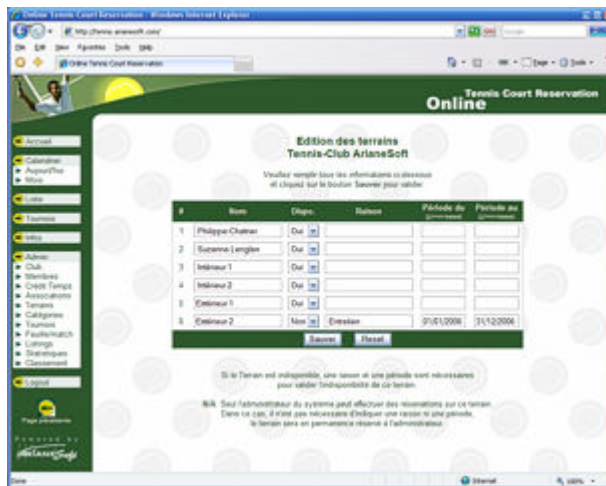 Online Tennis Court Reservation - Windows Internet Explorer
Online Tennis Court Reservation
Tennis Court Reservation
Online
Accueil
Calendrier
Aujourd'hui
Mois
Liste
Tournois
Infos
Admin
Club
Membres
Crédit Temps
Associations
Terrains
Catégories
Tournois
Feuille/match
Listings
Statistiques
Classement
Logout
Page précédente
Powered by
ArianeSoft
Edition des terrains
Tennis-Club ArianeSoft
Veuillez remplir tous les informations ci-dessous
et cliquez sur le bouton Sauver pour valider
# Nom Dispo. Raison Période du Période au
1 Philippe Chatrier Oui
2 Suzanne Lenglen Oui
3 Intérieur 1 Oui
4 Intérieur 2 Oui
5 Extérieur 1 Oui
6 Extérieur 2 Non Entretien 01/01/2006 31/12/2006
Sauver Reset
Si le Terrain est indisponible, une raison et une période sont nécessaires
pour valider l'indisponibilité de ce terrain.
N/A Seul l'administrateur du système peut effectuer des réservations sur ce terrain.
Dans ce cas, il n'est pas nécessaire d'indiquer une raison ni une période,
le terrain sera en permanence réservé à l'administrateur.
Done Internet 100%